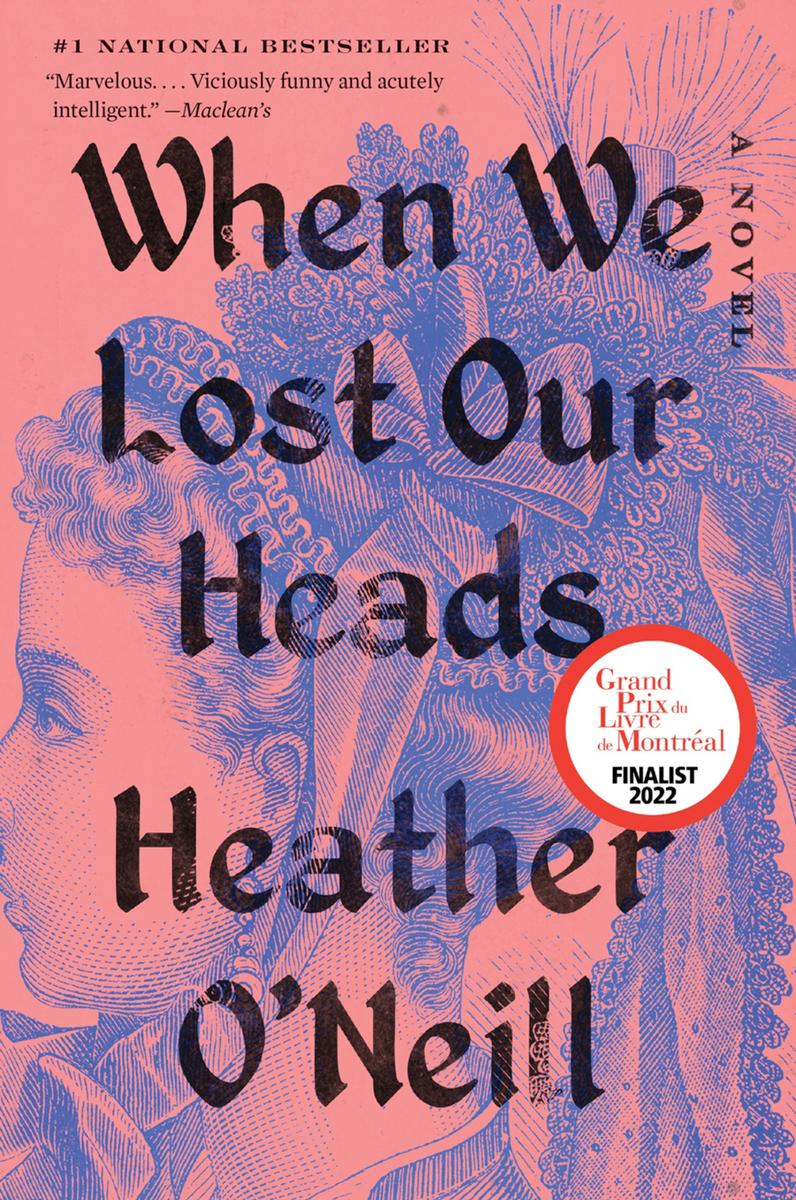 #1 NATIONAL BESTSELLER
“Marvelous. . . . Viciously funny and acutely
intelligent.” —Maclean’s
When We
Lost Our
Heads
A NOVEL
Grand
Prix du
Livre
de Montréal
FINALIST
2022
Heather
O’Neill